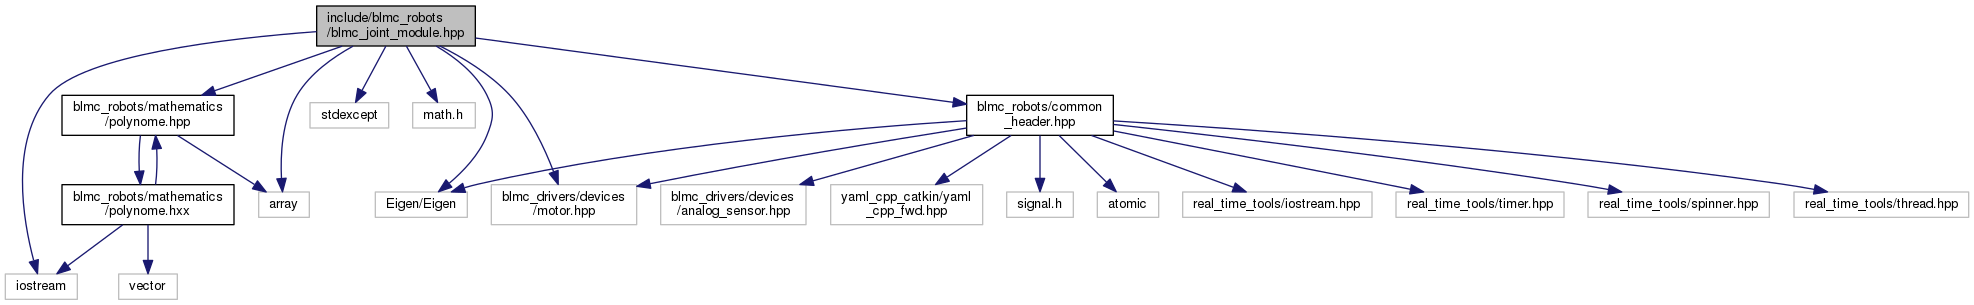 include/blmc_robots
/blmc_joint_module.hpp
blmc_robots/mathematics
/polynome.hpp
stdexcept
math.h
blmc_robots/common
_header.hpp
blmc_robots/mathematics
/polynome.hxx
array
Eigen/Eigen
blmc_drivers/devices
/motor.hpp
blmc_drivers/devices
/analog_sensor.hpp
yaml_cpp_catkin/yaml
_cpp_fwd.hpp
signal.h
atomic
real_time_tools/iostream.hpp
real_time_tools/timer.hpp
real_time_tools/spinner.hpp
real_time_tools/thread.hpp
iostream
vector